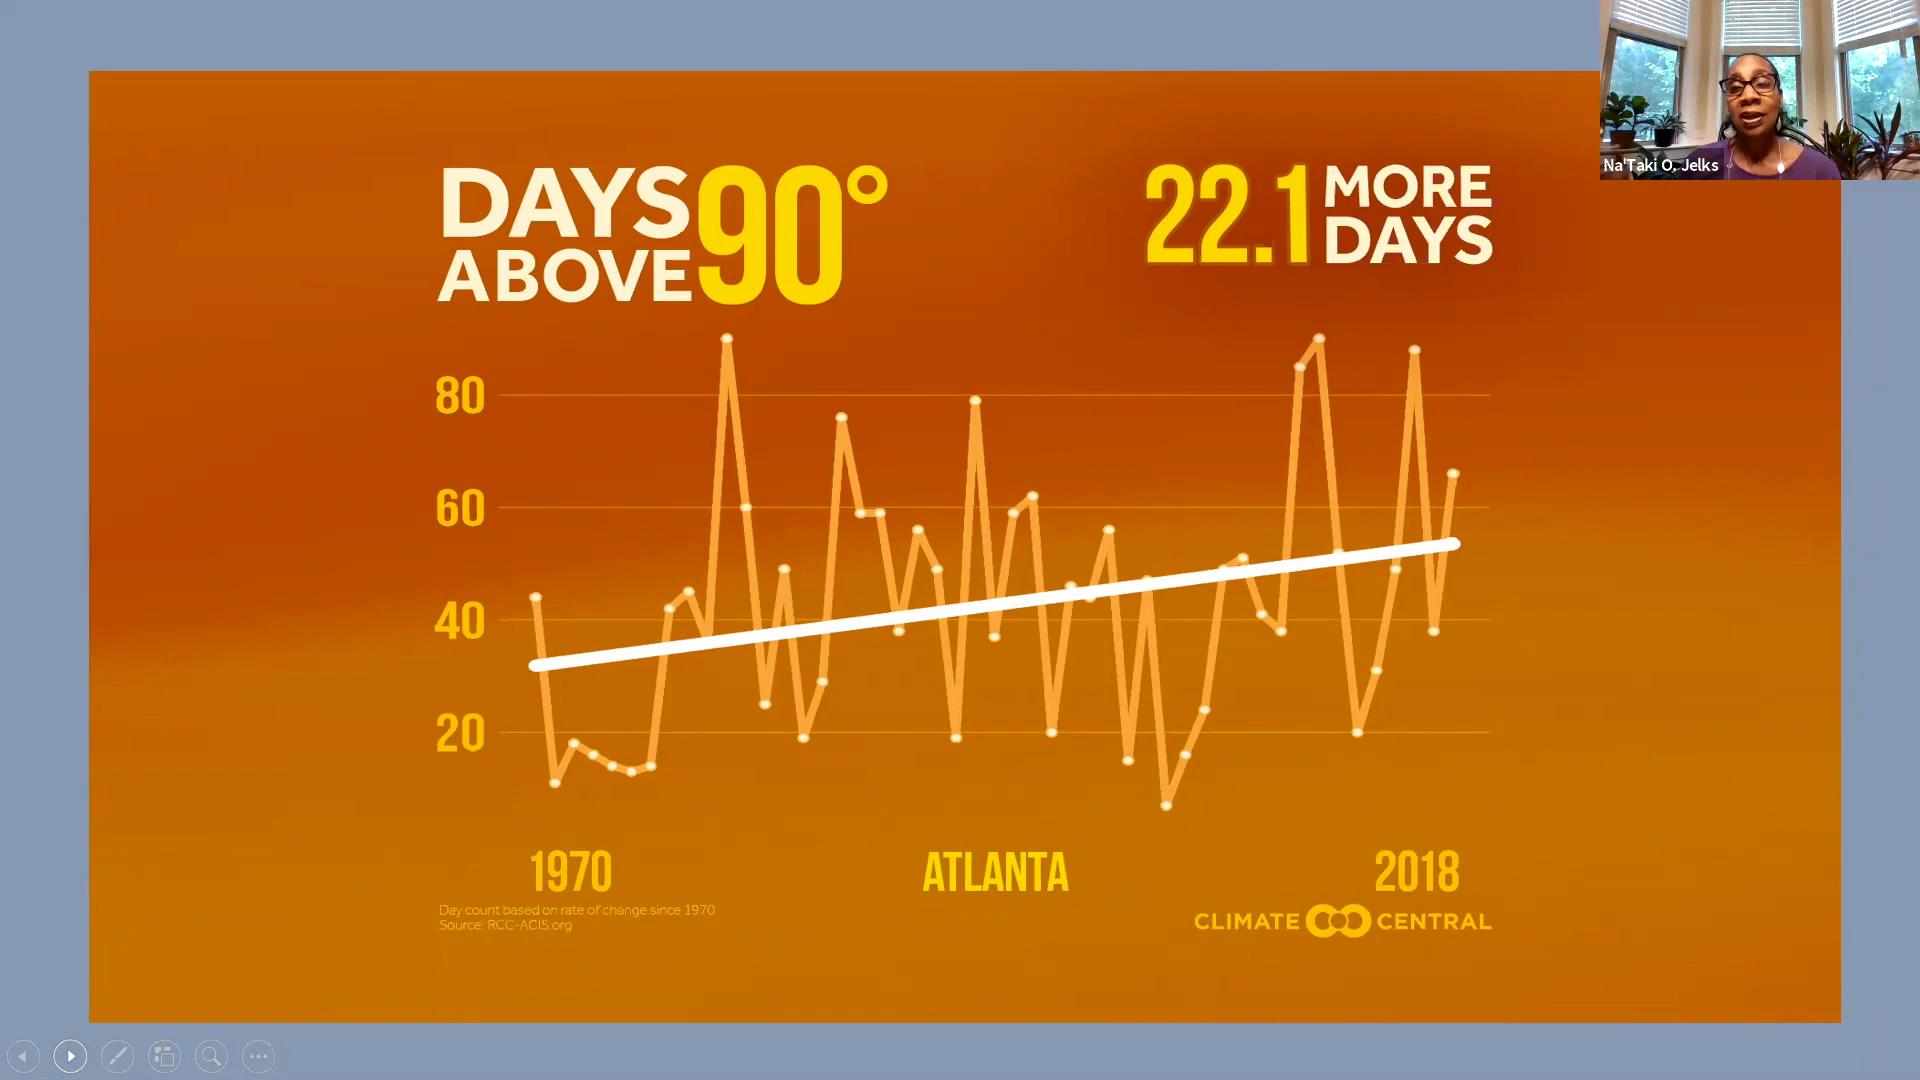 DAYS
ABOVE 90°
22.1 MORE
DAYS
Na'Taki O. Jelks
80
60
40
20
1970
ATLANTA
2018
Day count based on rate of change since 1970
Source: RCC-ACIS.org
CLIMATE CENTRAL